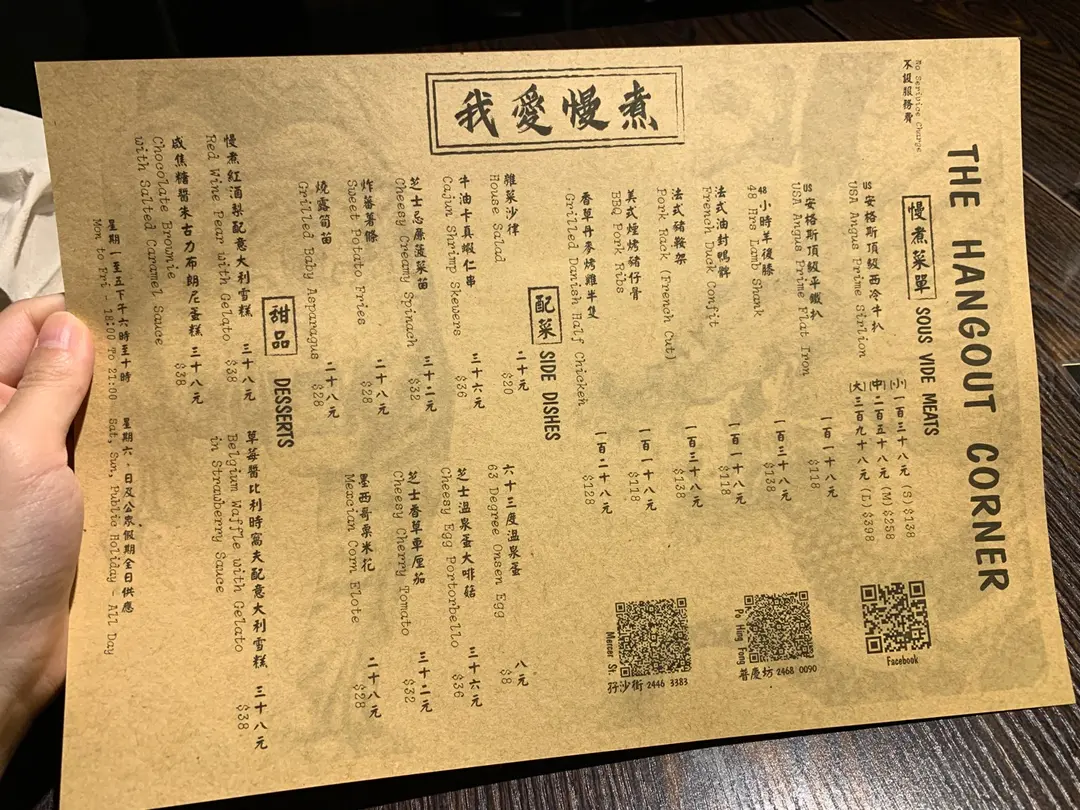 THE HANGOUT CORNER
不設服務費
No Serivice Charge
我愛慢煮
慢煮菜單 SOUS VIDE MEATS
US 安格斯頂級西冷牛扒
USA Angus Prime Sirlion
小 一百三十八元 (S) $138
中 二百五十八元 (M) $258
大 三百九十八元 (L) $398
US 安格斯頂級平鐵扒 一百一十八元
USA Angus Prime Flat Iron $118
48 小時羊後膝 一百三十八元
48 Hrs Lamb Shank $138
法式油封鴨髀 一百一十八元
French Duck Confit $118
法式豬鞍架 一百三十八元
Pork Rack (French Cut) $138
美式煙烤豬仔骨 一百一十八元
BBQ Pork Ribs $118
香草丹麥烤雞半隻 一百二十八元
Grilled Danish Half Chicken $128
Facebook
Po' Hing Fong
普慶坊 2468 0090
Mercer St.
孖沙街 2446 3383
配菜 SIDE DISHES
雜菜沙律 二十元
House Salad $20
牛油卡真蝦仁串 三十六元
Cajun Shrimp Skewers $36
芝士忌廉菠菜苗 三十二元
Cheesy Creamy Spinach $32
炸蕃薯條 二十八元
Sweet Potato Fries $28
燒露筍苗 二十八元
Grilled Baby Asparagus $28
六十三度溫泉蛋 八元
63 Degree Onsen Egg $8
芝士溫泉蛋大啡菇 三十六元
Cheesy Egg Portorbello $36
芝士香草車厘茄 三十二元
Cheesy Cherry Tomato $32
墨西哥粟米花 二十八元
Mexcian Corn Elote $28
甜品 DESSERTS
慢煮紅酒梨配意大利雪糕 三十八元
Red Wine Pear with Gelato $38
咸焦糖醬朱古力布朗尼蛋糕 三十八元
Chocolate Brownie $38
with Salted Caramel Sauce
草莓醬比利時窩夫配意大利雪糕 三十八元
Belgium Waffle with Gelato $38
in Strawberry Sauce
星期一至五下午六時至十時 星期六，日及公眾假期全日供應
Mon to Fri - 18:00 To 21:00 Sat, Sun, Public Holiday - All Day